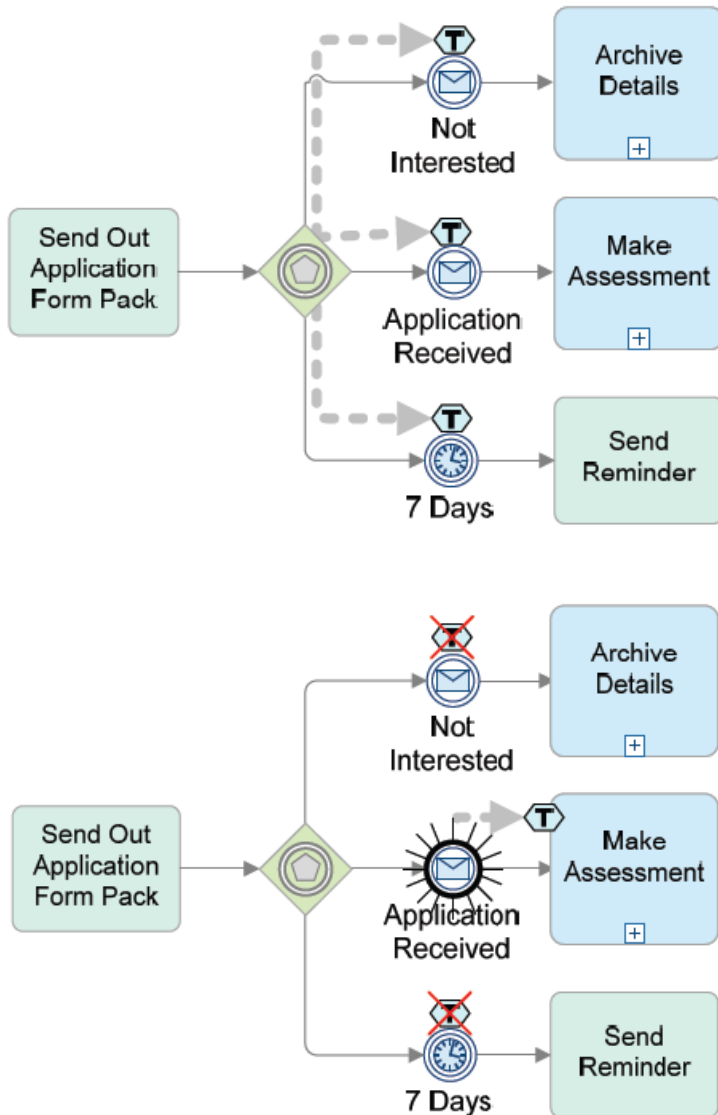 T
Archive
Details
Not
Interested
Send Out
Application
Form Pack
T
Make
Assessment
Application
Received
T
Send
Reminder
7 Days
T
Archive
Details
Not
Interested
Send Out
Application
Form Pack
T
Make
Assessment
Application
Received
T
Send
Reminder
7 Days